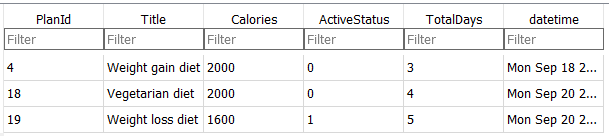 PlanId Title Calories ActiveStatus TotalDays datetime
Filter Filter Filter Filter Filter Filter
4 Weight gain diet 2000 0 3 Mon Sep 18 2...
18 Vegetarian diet 2000 0 4 Mon Sep 20 2...
19 Weight loss diet 1600 1 5 Mon Sep 20 2...